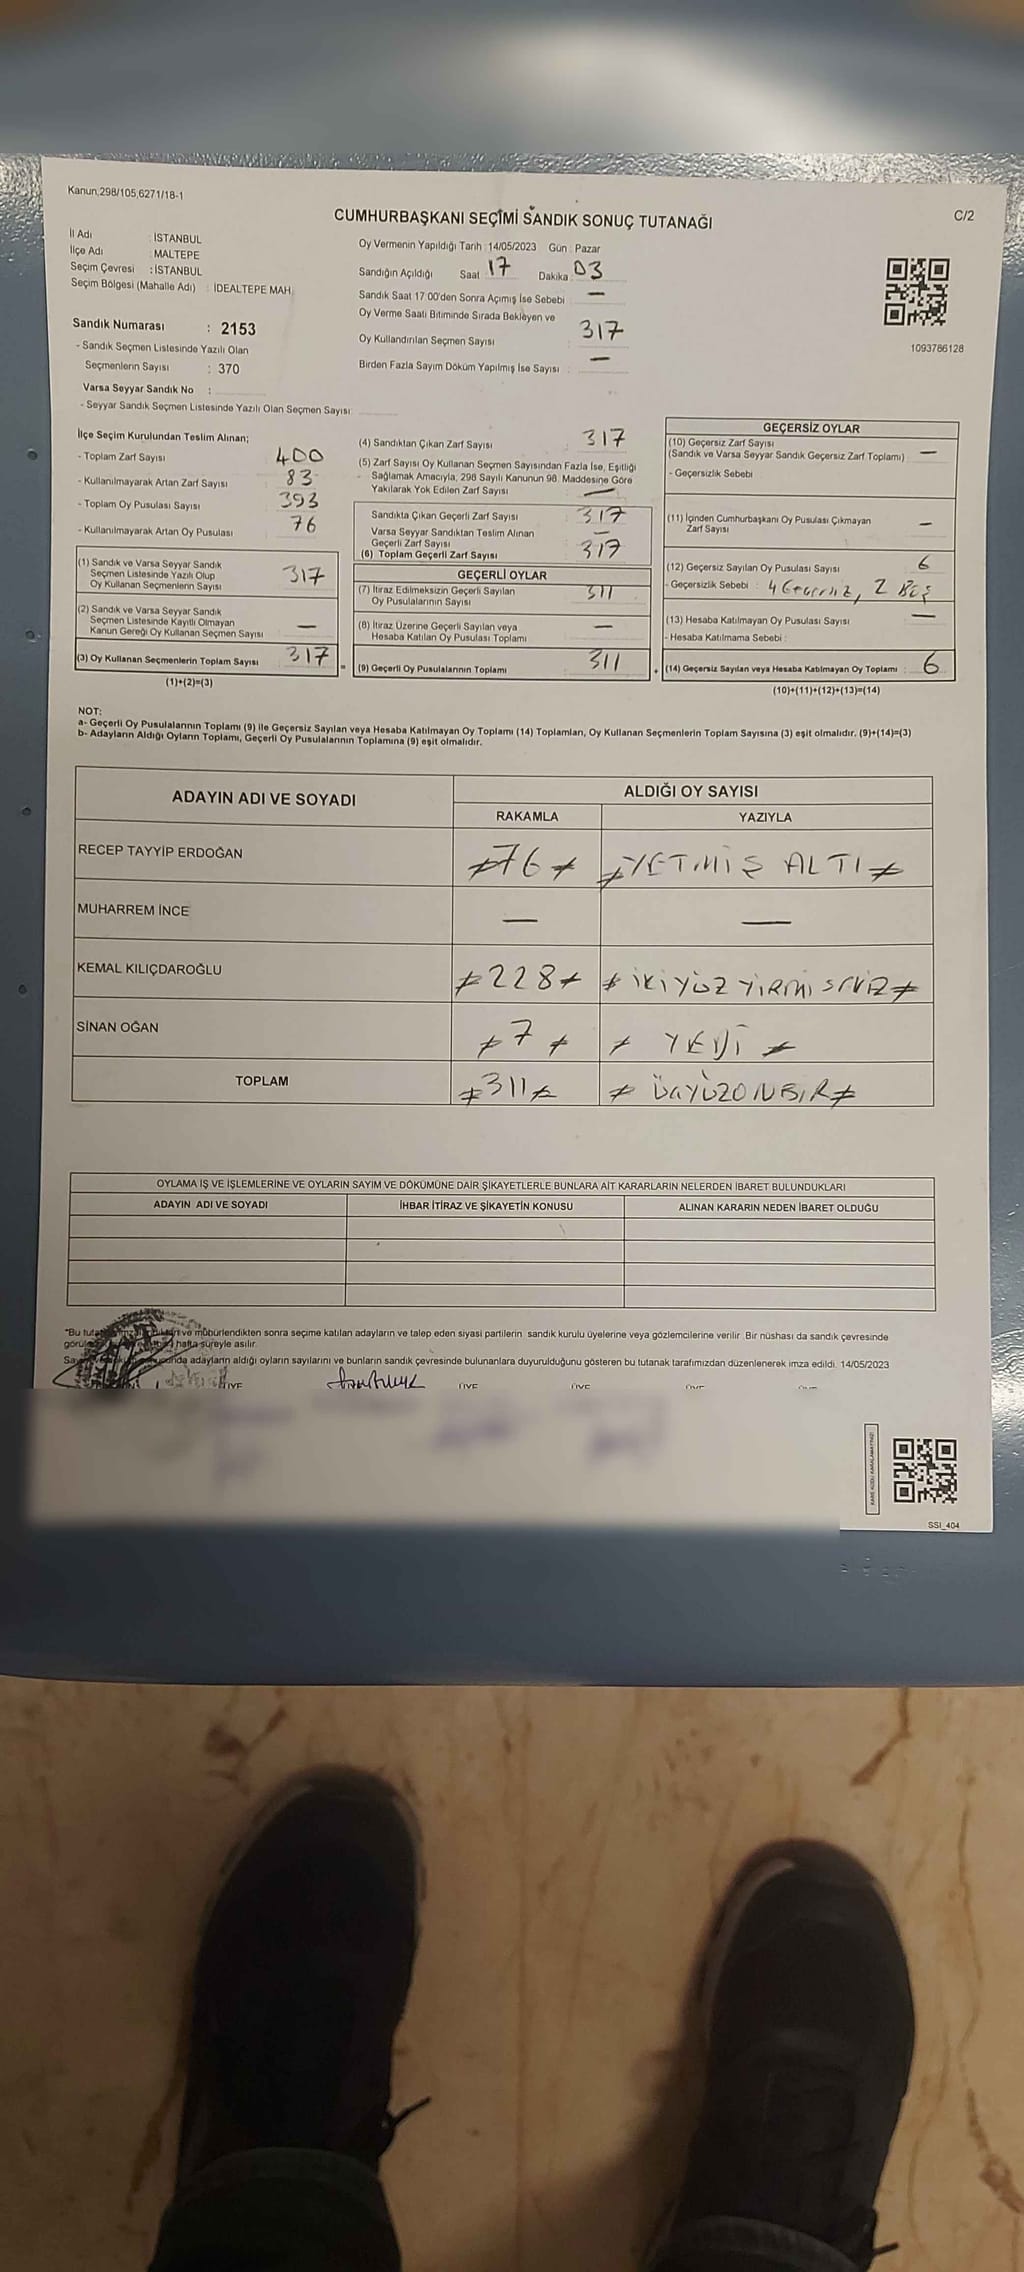 Kanun,298/105,6271/18-1
C/2
CUMHURBAŞKANI SEÇİMİ SANDIK SONUÇ TUTANAĞI
İl Adı : İSTANBUL
İlçe Adı : MALTEPE
Seçim Çevresi : İSTANBUL
Seçim Bölgesi (Mahalle Adı) : İDEALTEPE MAH.
Sandık Numarası : 2153
- Sandık Seçmen Listesinde Yazılı Olan
Seçmenlerin Sayısı : 370
Varsa Seyyar Sandık No :
- Seyyar Sandık Seçmen Listesinde Yazılı Olan Seçmen Sayısı:
Oy Vermenin Yapıldığı Tarih :14/05/2023 Gün : Pazar
Sandığın Açıldığı Saat 17 Dakika : 03
Sandık Saat 17:00'den Sonra Açımış İse Sebebi : —
Oy Verme Saati Bitiminde Sırada Bekleyen ve
Oy Kullandırılan Seçmen Sayısı : 317
Birden Fazla Sayım Döküm Yapılmış İse Sayısı : —
1093786128
İlçe Seçim Kurulundan Teslim Alınan;
- Toplam Zarf Sayısı : 400
- Kullanılmayarak Artan Zarf Sayısı : 83
- Toplam Oy Pusulası Sayısı : 393
- Kullanılmayarak Artan Oy Pusulası : 76
(1) Sandık ve Varsa Seyyar Sandık
Seçmen Listesinde Yazılı Olup
Oy Kullanan Seçmenlerin Sayısı : 317
(2) Sandık ve Varsa Seyyar Sandık
Seçmen Listesinde Kayıtlı Olmayan
Kanun Gereği Oy Kullanan Seçmen Sayısı : —
(3) Oy Kullanan Seçmenlerin Toplam Sayısı : 317
(1)+(2)=(3)
=
(4) Sandıktan Çıkan Zarf Sayısı : 317
(5) Zarf Sayısı Oy Kullanan Seçmen Sayısından Fazla İse, Eşitliği
Sağlamak Amacıyla, 298 Sayılı Kanunun 98. Maddesine Göre
Yakılarak Yok Edilen Zarf Sayısı : —
Sandıkta Çıkan Geçerli Zarf Sayısı : 317
Varsa Seyyar Sandıktan Teslim Alınan
Geçerli Zarf Sayısı : —
(6) Toplam Geçerli Zarf Sayısı : 317
GEÇERLİ OYLAR
(7) İtiraz Edilmeksizin Geçerli Sayılan
Oy Pusulalarının Sayısı : 311
(8) İtiraz Üzerine Geçerli Sayılan veya
Hesaba Katılan Oy Pusulası Toplamı : —
(9) Geçerli Oy Pusulalarının Toplamı : 311
+
GEÇERSİZ OYLAR
(10) Geçersiz Zarf Sayısı
(Sandık ve Varsa Seyyar Sandık Geçersiz Zarf Toplamı) : —
- Geçersizlik Sebebi :
(11) İçinden Cumhurbaşkanı Oy Pusulası Çıkmayan
Zarf Sayısı : —
(12) Geçersiz Sayılan Oy Pusulası Sayısı : 6
- Geçersizlik Sebebi : 4 Geçersiz, 2 Boş
(13) Hesaba Katılmayan Oy Pusulası Sayısı : —
- Hesaba Katılmama Sebebi :
(14) Geçersiz Sayılan veya Hesaba Katılmayan Oy Toplamı : 6
(10)+(11)+(12)+(13)=(14)
NOT:
a- Geçerli Oy Pusulalarının Toplamı (9) ile Geçersiz Sayılan veya Hesaba Katılmayan Oy Toplamı (14) Toplamları, Oy Kullanan Seçmenlerin Toplam Sayısına (3) eşit olmalıdır. (9)+(14)=(3)
b- Adayların Aldığı Oyların Toplamı, Geçerli Oy Pusulalarının Toplamına (9) eşit olmalıdır.
ADAYIN ADI VE SOYADI
ALDIĞI OY SAYISI
RAKAMLA YAZIYLA
RECEP TAYYİP ERDOĞAN ≠76≠ ≠YETMİŞ ALTI≠
MUHARREM İNCE — —
KEMAL KILIÇDAROĞLU ≠228≠ ≠İKİYÜZ YİRMİ SEKİZ≠
SİNAN OĞAN ≠7≠ ≠ YEDİ ≠
TOPLAM ≠311≠ ≠ ÜÇYÜZONBİR≠
OYLAMA İŞ VE İŞLEMLERİNE VE OYLARIN SAYIM VE DÖKÜMÜNE DAİR ŞİKAYETLERLE BUNLARA AİT KARARLARIN NELERDEN İBARET BULUNDUKLARI
ADAYIN ADI VE SOYADI İHBAR İTİRAZ VE ŞİKAYETİN KONUSU ALINAN KARARIN NEDEN İBARET OLDUĞU
*Bu ve mühürlendikten sonra seçime katılan adayların ve talep eden siyasi partilerin sandık kurulu üyelerine veya gözlemcilerine verilir. Bir nüshası da sandık çevresinde
hafta süreyle asılır.
adayların aldığı oyların sayılarını ve bunların sandık çevresinde bulunanlara duyurulduğunu gösteren bu tutanak tarafımızdan düzenlenerek imza edildi. 14/05/2023
ÜYE ÜYE ÜYE ÜYE
SSI_404